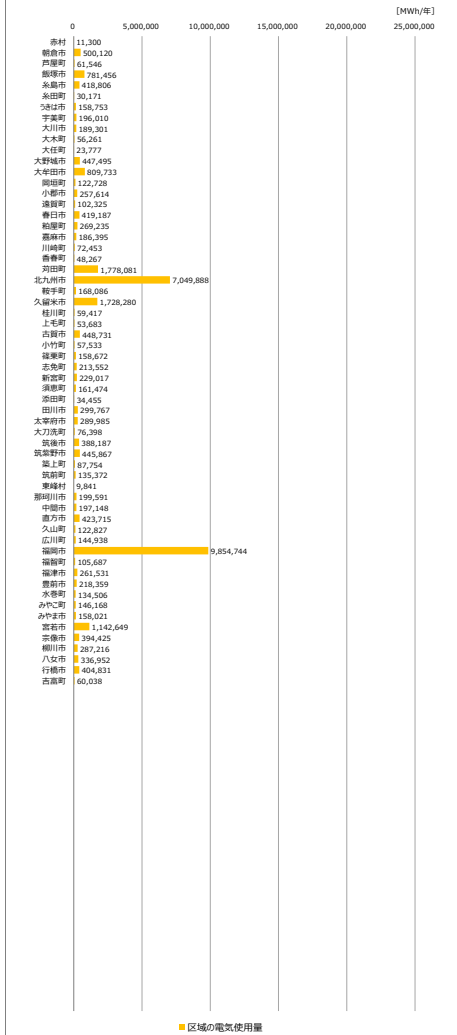 [MWh/年]
0 5,000,000 10,000,000 15,000,000 20,000,000 25,000,000
赤村 11,300
朝倉市 500,120
芦屋町 61,546
飯塚市 781,456
糸島市 418,806
糸田町 30,171
うきは市 158,753
宇美町 196,010
大川市 189,301
大木町 56,261
大任町 23,777
大野城市 447,495
大牟田市 809,733
岡垣町 122,728
小郡市 257,614
遠賀町 102,325
春日市 419,187
粕屋町 269,235
嘉麻市 186,395
川崎町 72,453
香春町 48,267
苅田町 1,778,081
北九州市 7,049,888
鞍手町 168,086
久留米市 1,728,280
桂川町 59,417
上毛町 53,683
古賀市 448,731
小竹町 57,533
篠栗町 158,672
志免町 213,552
新宮町 229,017
須恵町 161,474
添田町 34,455
田川市 299,767
太宰府市 289,985
大刀洗町 76,398
筑後市 388,187
筑紫野市 445,867
築上町 87,754
筑前町 135,372
東峰村 9,841
那珂川市 199,591
中間市 197,148
直方市 423,715
久山町 122,827
広川町 144,938
福岡市 9,854,744
福智町 105,687
福津市 261,531
豊前市 218,359
水巻町 134,506
みやこ町 146,168
みやま市 158,021
宮若市 1,142,649
宗像市 394,425
柳川市 287,216
八女市 336,952
行橋市 404,831
吉富町 60,038
区域の電気使用量